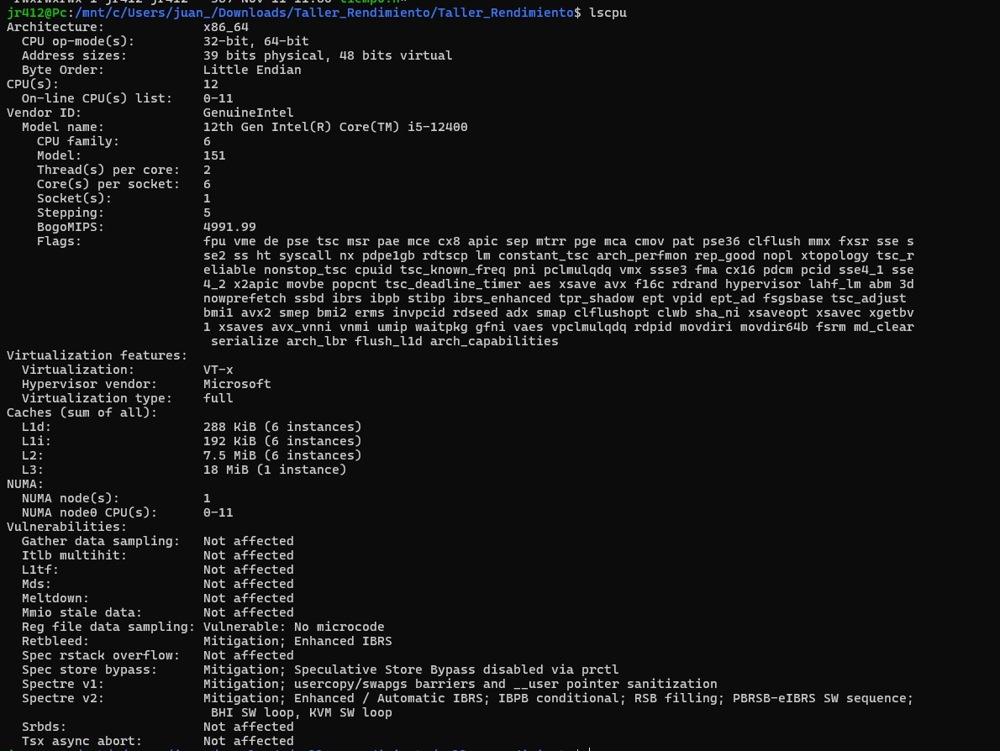 jr412@Pc:/mnt/c/Users/juan_/Downloads/Taller_Rendimiento/Taller_Rendimiento$ lscpu
Architecture: x86_64
CPU op-mode(s): 32-bit, 64-bit
Address sizes: 39 bits physical, 48 bits virtual
Byte Order: Little Endian
CPU(s): 12
On-line CPU(s) list: 0-11
Vendor ID: GenuineIntel
Model name: 12th Gen Intel(R) Core(TM) i5-12400
CPU family: 6
Model: 151
Thread(s) per core: 2
Core(s) per socket: 6
Socket(s): 1
Stepping: 5
BogoMIPS: 4991.99
Flags: fpu vme de pse tsc msr pae mce cx8 apic sep mtrr pge mca cmov pat pse36 clflush mmx fxsr sse s
se2 ss ht syscall nx pdpe1gb rdtscp lm constant_tsc arch_perfmon rep_good nopl xtopology tsc_r
eliable nonstop_tsc cpuid tsc_known_freq pni pclmulqdq vmx ssse3 fma cx16 pdcm pcid sse4_1 sse
4_2 x2apic movbe popcnt tsc_deadline_timer aes xsave avx f16c rdrand hypervisor lahf_lm abm 3d
nowprefetch ssbd ibrs ibpb stibp ibrs_enhanced tpr_shadow ept vpid ept_ad fsgsbase tsc_adjust
bmi1 avx2 smep bmi2 erms invpcid rdseed adx smap clflushopt clwb sha_ni xsaveopt xsavec xgetbv
1 xsaves avx_vnni vnmi umip waitpkg gfni vaes vpclmulqdq rdpid movdiri movdir64b fsrm md_clear
serialize arch_lbr flush_l1d arch_capabilities
Virtualization features:
Virtualization: VT-x
Hypervisor vendor: Microsoft
Virtualization type: full
Caches (sum of all):
L1d: 288 KiB (6 instances)
L1i: 192 KiB (6 instances)
L2: 7.5 MiB (6 instances)
L3: 18 MiB (1 instance)
NUMA:
NUMA node(s): 1
NUMA node0 CPU(s): 0-11
Vulnerabilities:
Gather data sampling: Not affected
Itlb multihit: Not affected
L1tf: Not affected
Mds: Not affected
Meltdown: Not affected
Mmio stale data: Not affected
Reg file data sampling: Vulnerable: No microcode
Retbleed: Mitigation; Enhanced IBRS
Spec rstack overflow: Not affected
Spec store bypass: Mitigation; Speculative Store Bypass disabled via prctl
Spectre v1: Mitigation; usercopy/swapgs barriers and __user pointer sanitization
Spectre v2: Mitigation; Enhanced / Automatic IBRS; IBPB conditional; RSB filling; PBRSB-eIBRS SW sequence;
BHI SW loop, KVM SW loop
Srbds: Not affected
Tsx async abort: Not affected